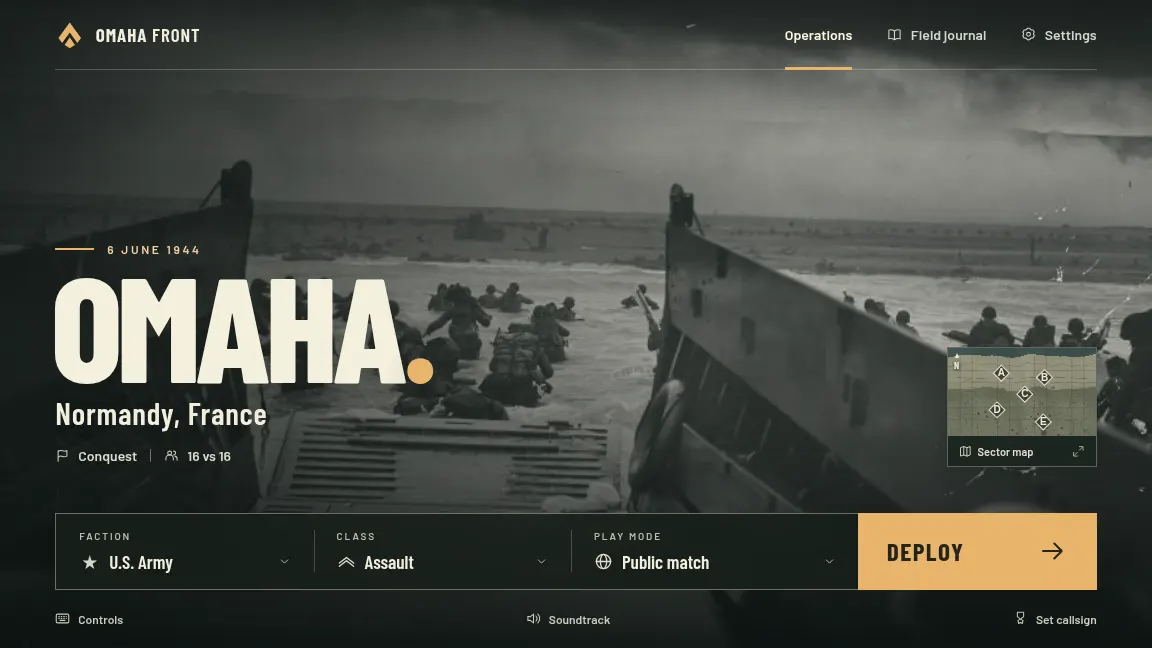 OMAHA FRONT
Operations
Field journal
Settings
6 JUNE 1944
OMAHA.
Normandy, France
Conquest
16 vs 16
N
A
B
C
D
E
Sector map
FACTION
U.S. Army
CLASS
Assault
PLAY MODE
Public match
DEPLOY
Controls
Soundtrack
Set callsign